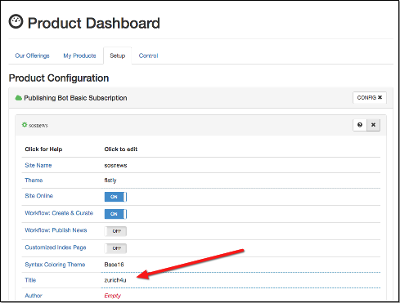 Product Dashboard
Our Offerings My Products Setup Control
Product Configuration
Publishing Bot Basic Subscription CONFIG
sosnews
Click for Help Click to edit
Site Name sosnews
Theme flatly
Site Online ON
Workflow: Create & Curate ON
Workflow: Publish News OFF
Customized Index Page OFF
Syntax Coloring Theme Base16
Title zurich4u
Author Empty